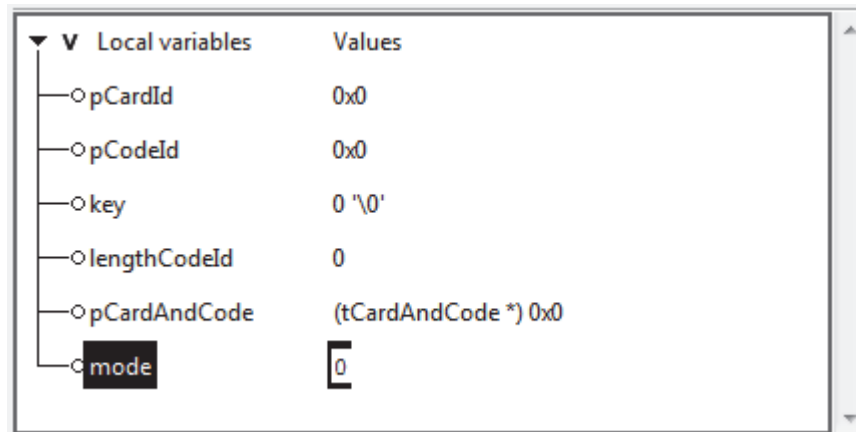 V Local variables Values
pCardId 0x0
pCodeId 0x0
key 0 '\0'
lengthCodeId 0
pCardAndCode (tCardAndCode *) 0x0
mode 0